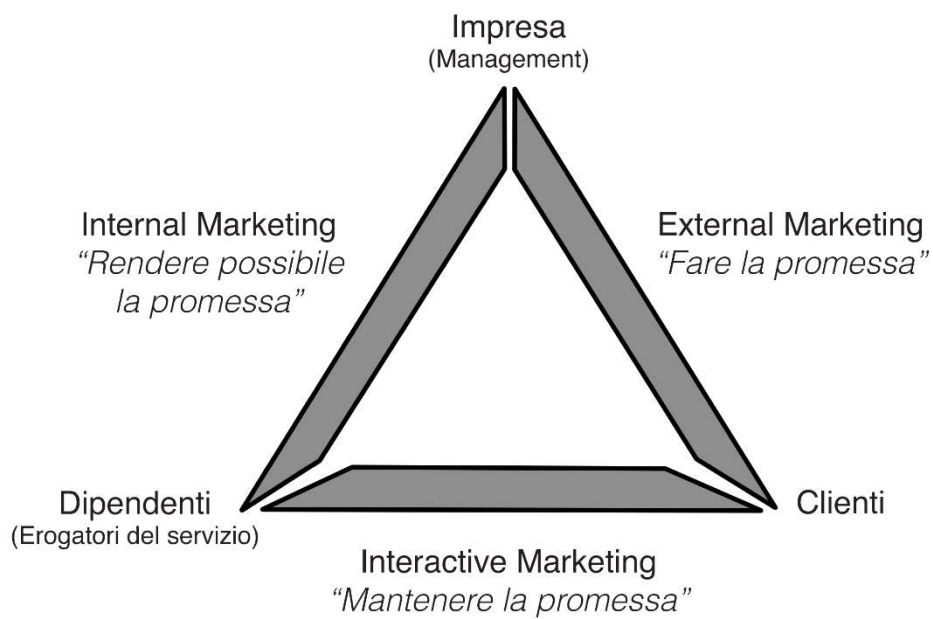 Impresa
(Management)
Internal Marketing
“Rendere possibile
la promessa”
External Marketing
“Fare la promessa”
Dipendenti
(Erogatori del servizio)
Clienti
Interactive Marketing
“Mantenere la promessa”